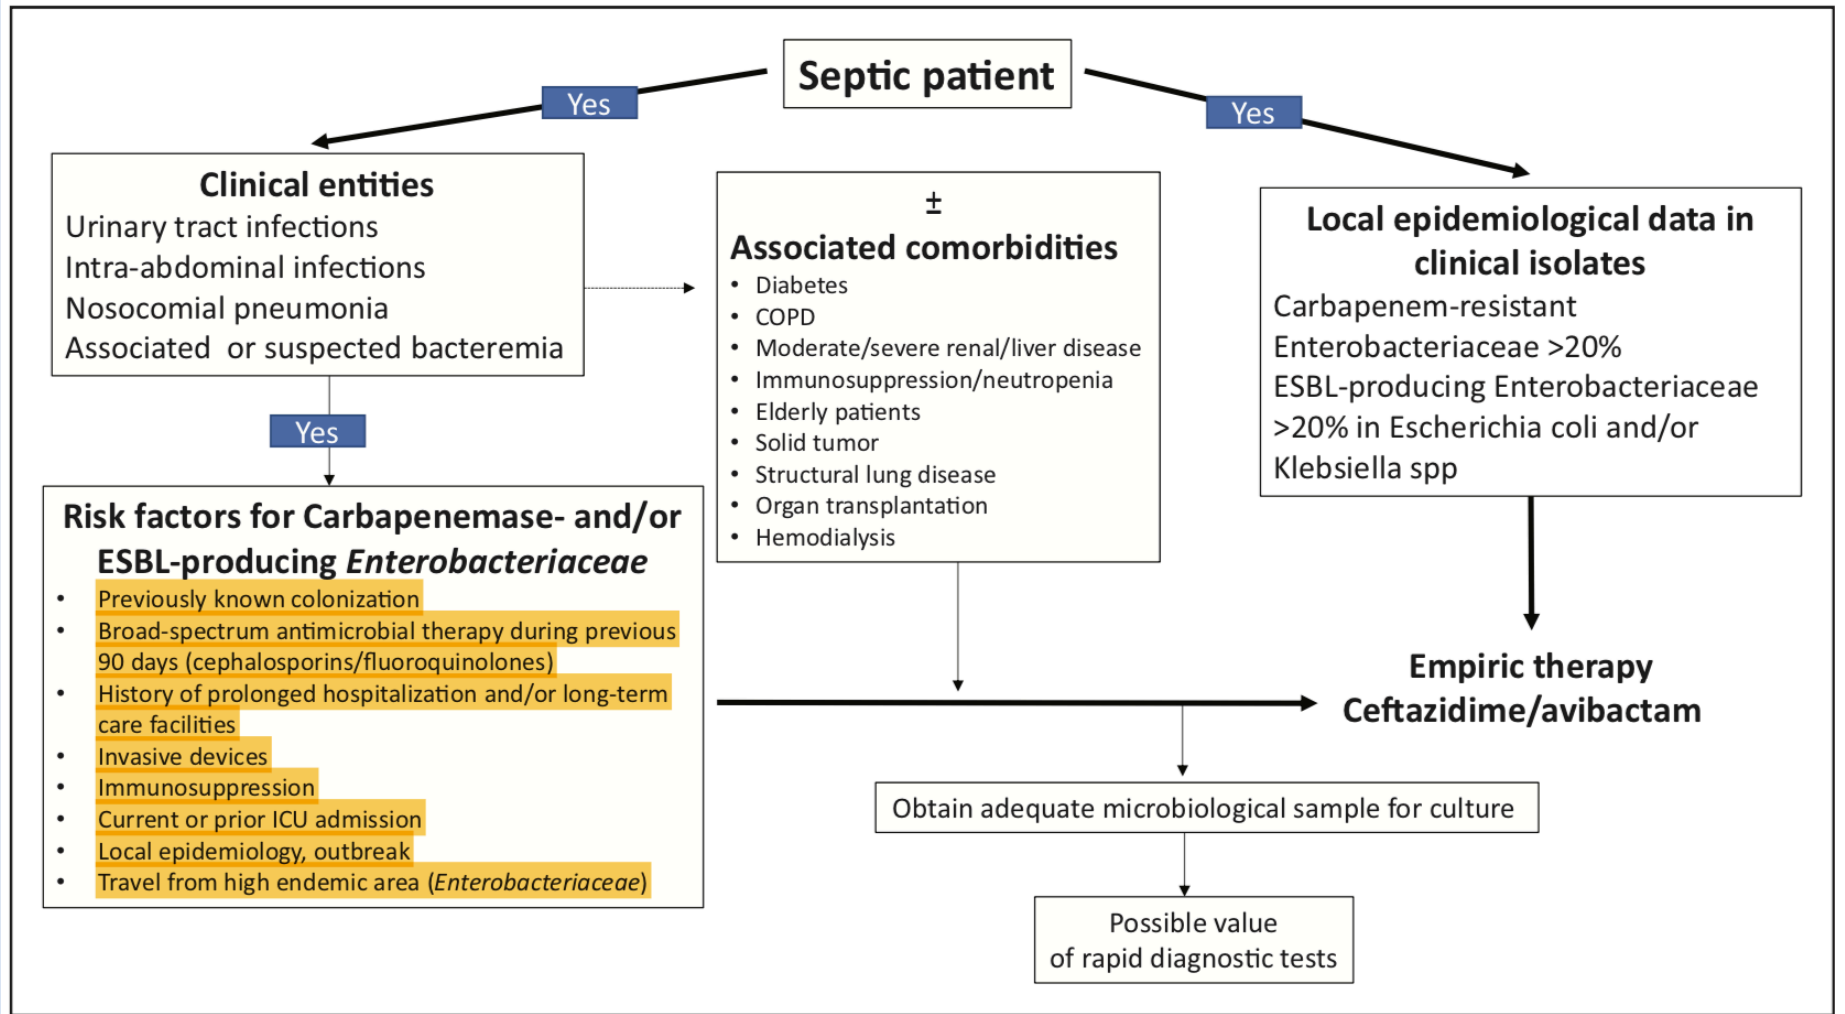 Septic patient
Yes
Yes
Clinical entities
Urinary tract infections
Intra-abdominal infections
Nosocomial pneumonia
Associated or suspected bacteremia
Yes
Risk factors for Carbapenemase- and/or
ESBL-producing Enterobacteriaceae
• Previously known colonization
• Broad-spectrum antimicrobial therapy during previous
90 days (cephalosporins/fluoroquinolones)
• History of prolonged hospitalization and/or long-term
care facilities
• Invasive devices
• Immunosuppression
• Current or prior ICU admission
• Local epidemiology, outbreak
• Travel from high endemic area (Enterobacteriaceae)
±
Associated comorbidities
• Diabetes
• COPD
• Moderate/severe renal/liver disease
• Immunosuppression/neutropenia
• Elderly patients
• Solid tumor
• Structural lung disease
• Organ transplantation
• Hemodialysis
Local epidemiological data in
clinical isolates
Carbapenem-resistant
Enterobacteriaceae >20%
ESBL-producing Enterobacteriaceae
>20% in Escherichia coli and/or
Klebsiella spp
Empiric therapy
Ceftazidime/avibactam
Obtain adequate microbiological sample for culture
Possible value
of rapid diagnostic tests